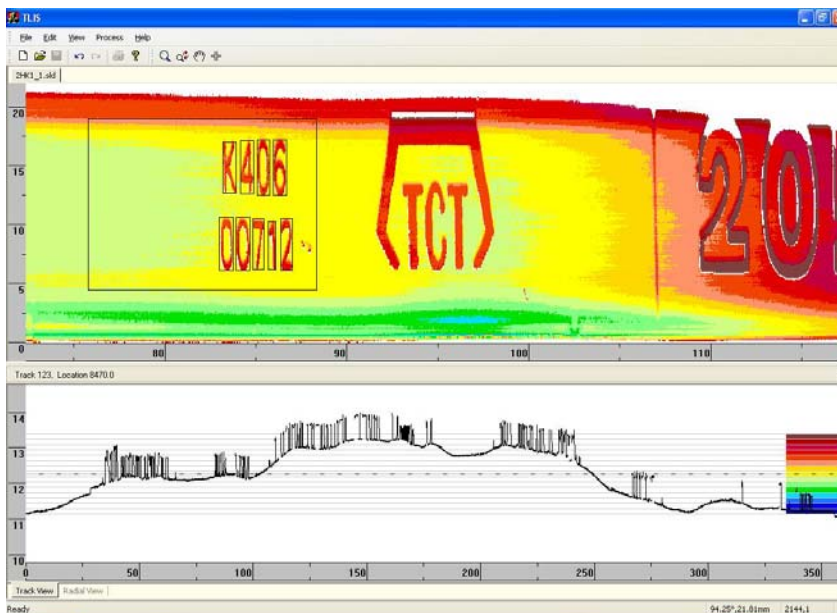 TLIS
File Edit View Process Help
2HK1_1.sld
20
15
10
5
0
K406
00712
TCT
20
80 90 100 110
Track 123, Location 8470.0
14
13
12
11
10
0 50 100 150 200 250 300 350
Track View Radial View
Ready 94.25°,21.81mm 2144.1